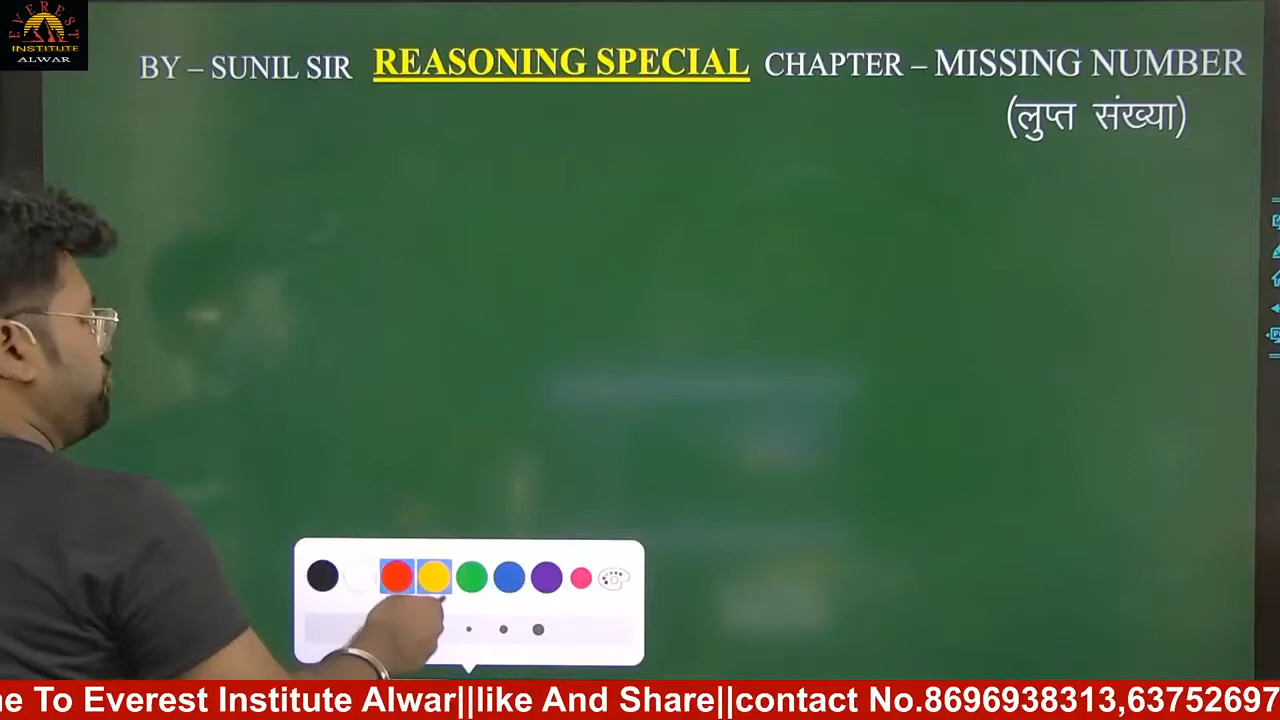 EVEREST
INSTITUTE
ALWAR
BY – SUNIL SIR REASONING SPECIAL CHAPTER – MISSING NUMBER
(लुप्त संख्या)
e To Everest Institute Alwar||like And Share||contact No.8696938313,63752697